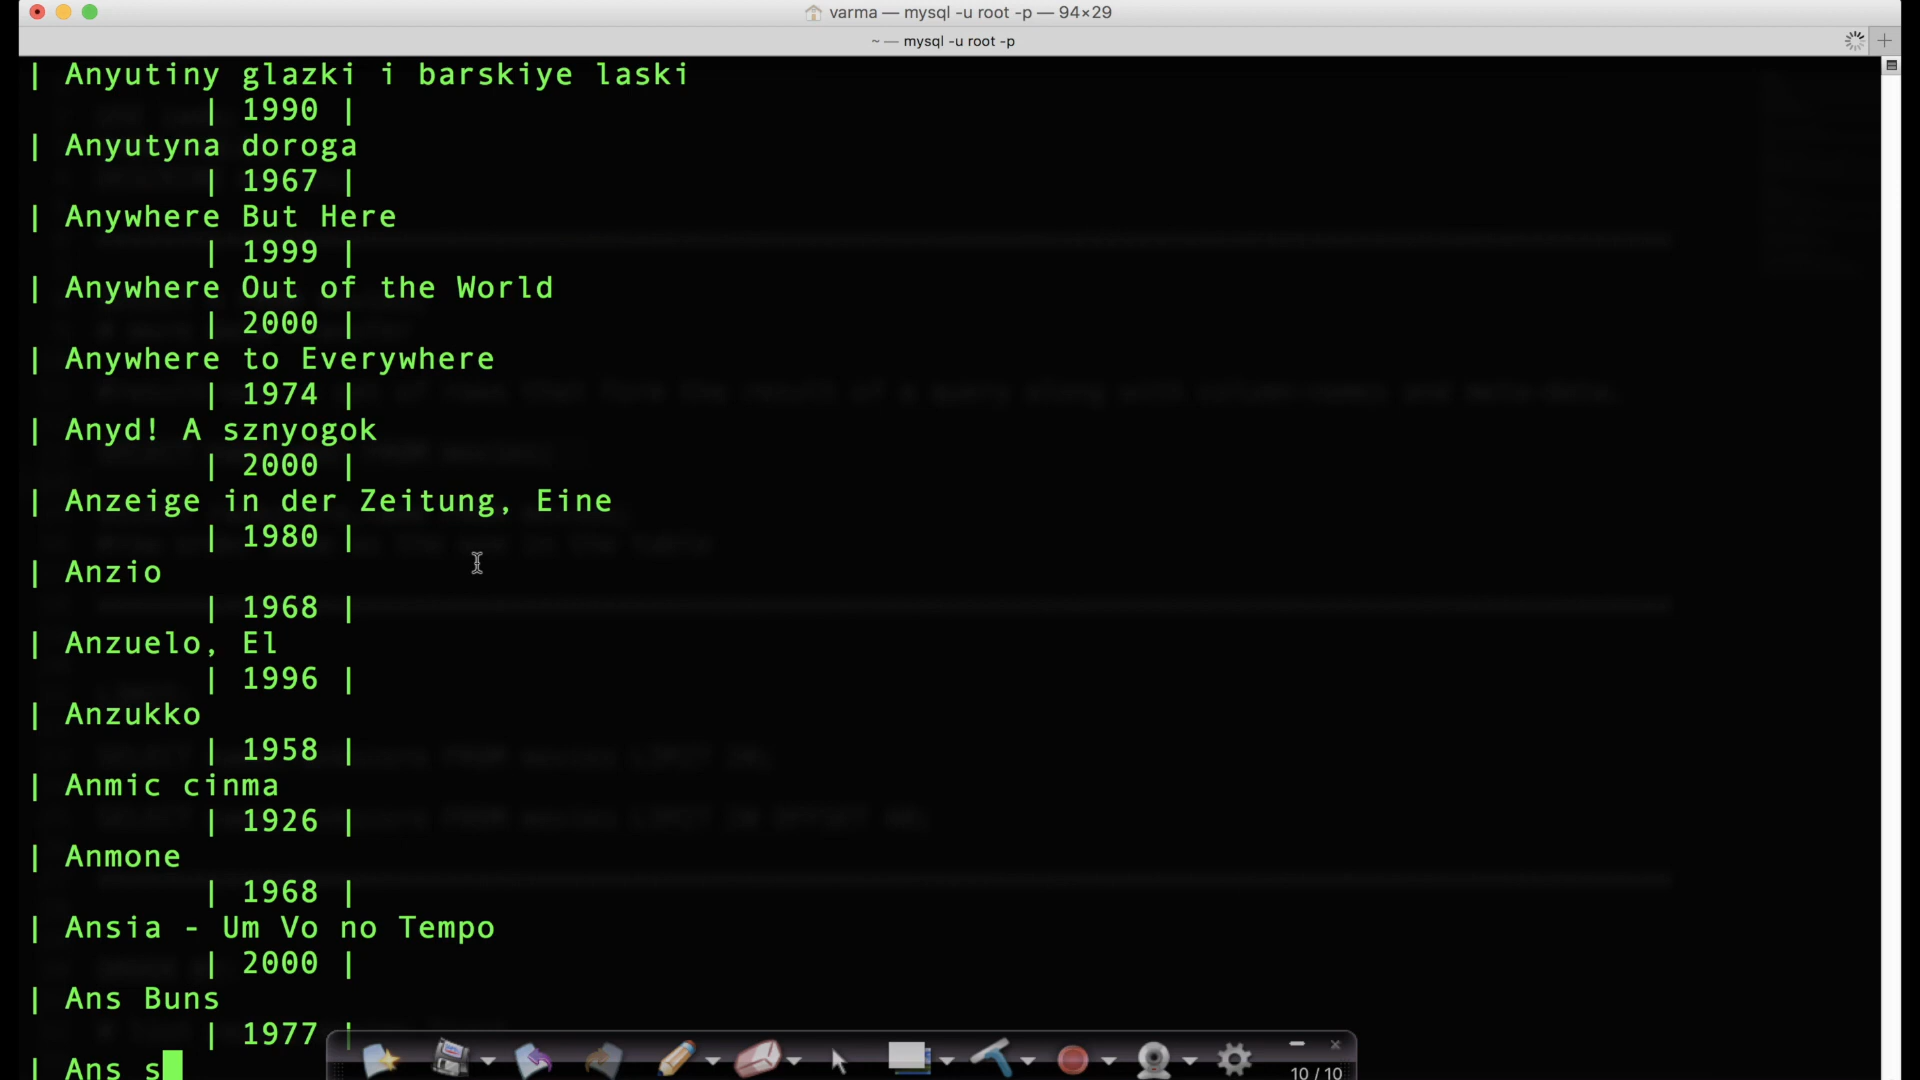 varma — mysql -u root -p — 94×29
~ — mysql -u root -p
| Anyutiny glazki i barskiye laski
| 1990 |
| Anyutyna doroga
| 1967 |
| Anywhere But Here
| 1999 |
| Anywhere Out of the World
| 2000 |
| Anywhere to Everywhere
| 1974 |
| Anyd! A sznyogok
| 2000 |
| Anzeige in der Zeitung, Eine
| 1980 |
| Anzio
| 1968 |
| Anzuelo, El
| 1996 |
| Anzukko
| 1958 |
| Anmic cinma
| 1926 |
| Anmone
| 1968 |
| Ansia - Um Vo no Tempo
| 2000 |
| Ans Buns
| 1977 |
| Ans s
10 / 10